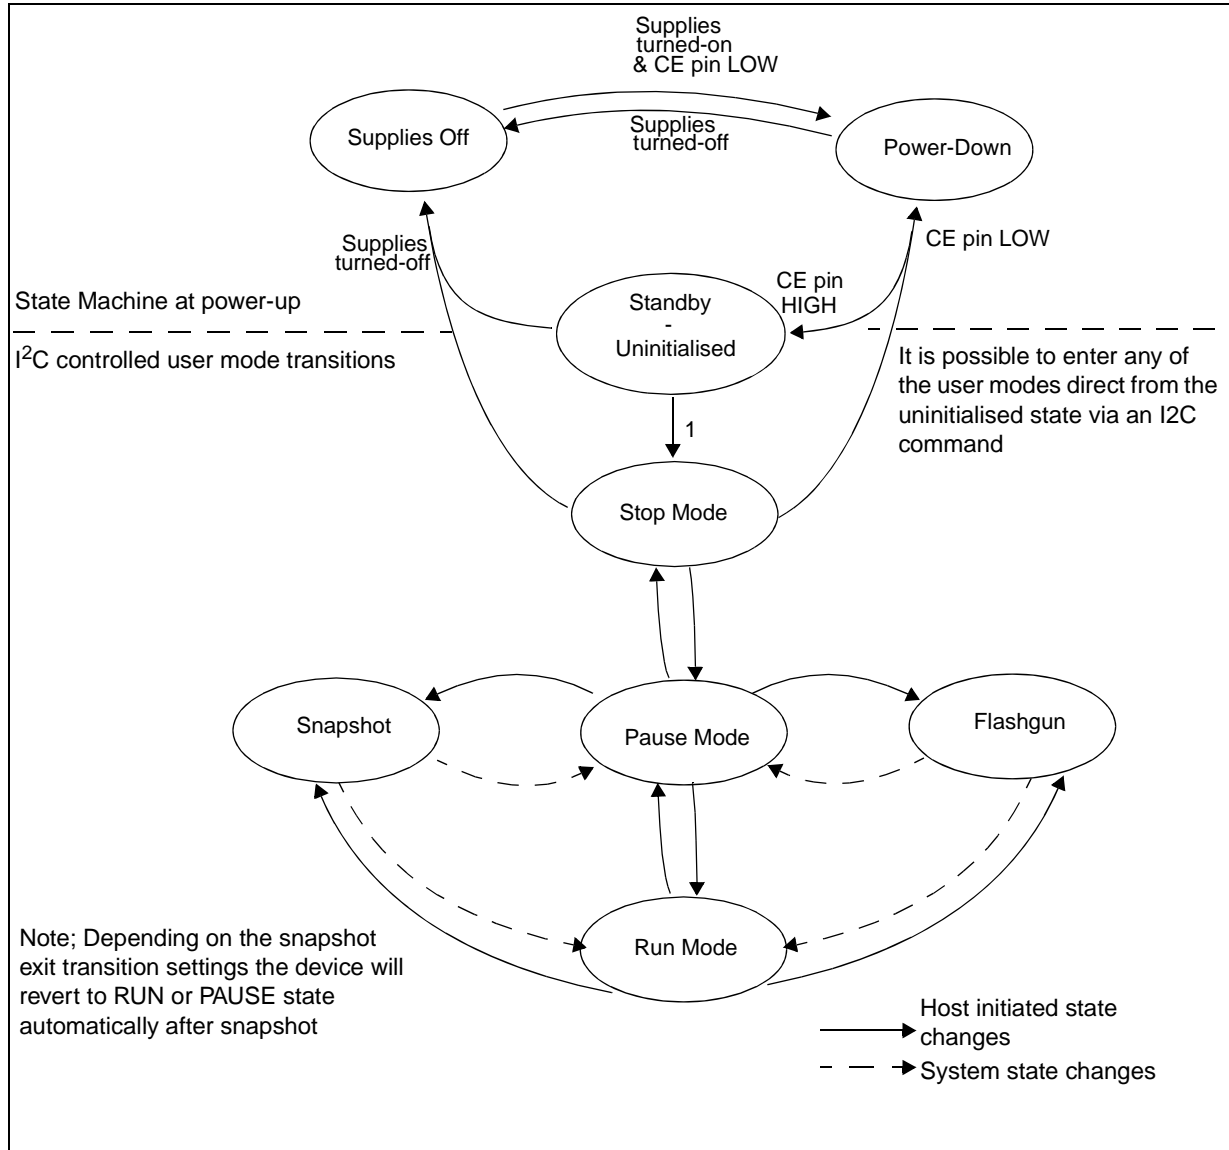 Supplies
turned-on
& CE pin LOW
Supplies Off
Supplies
turned-off
Power-Down
Supplies
turned-off
CE pin LOW
CE pin
HIGH
Standby
-
Uninitialised
State Machine at power-up
I2C controlled user mode transitions
It is possible to enter any of
the user modes direct from the
uninitialised state via an I2C
command
1
Stop Mode
Snapshot
Pause Mode
Flashgun
Run Mode
Note; Depending on the snapshot
exit transition settings the device will
revert to RUN or PAUSE state
automatically after snapshot
Host initiated state
changes
System state changes